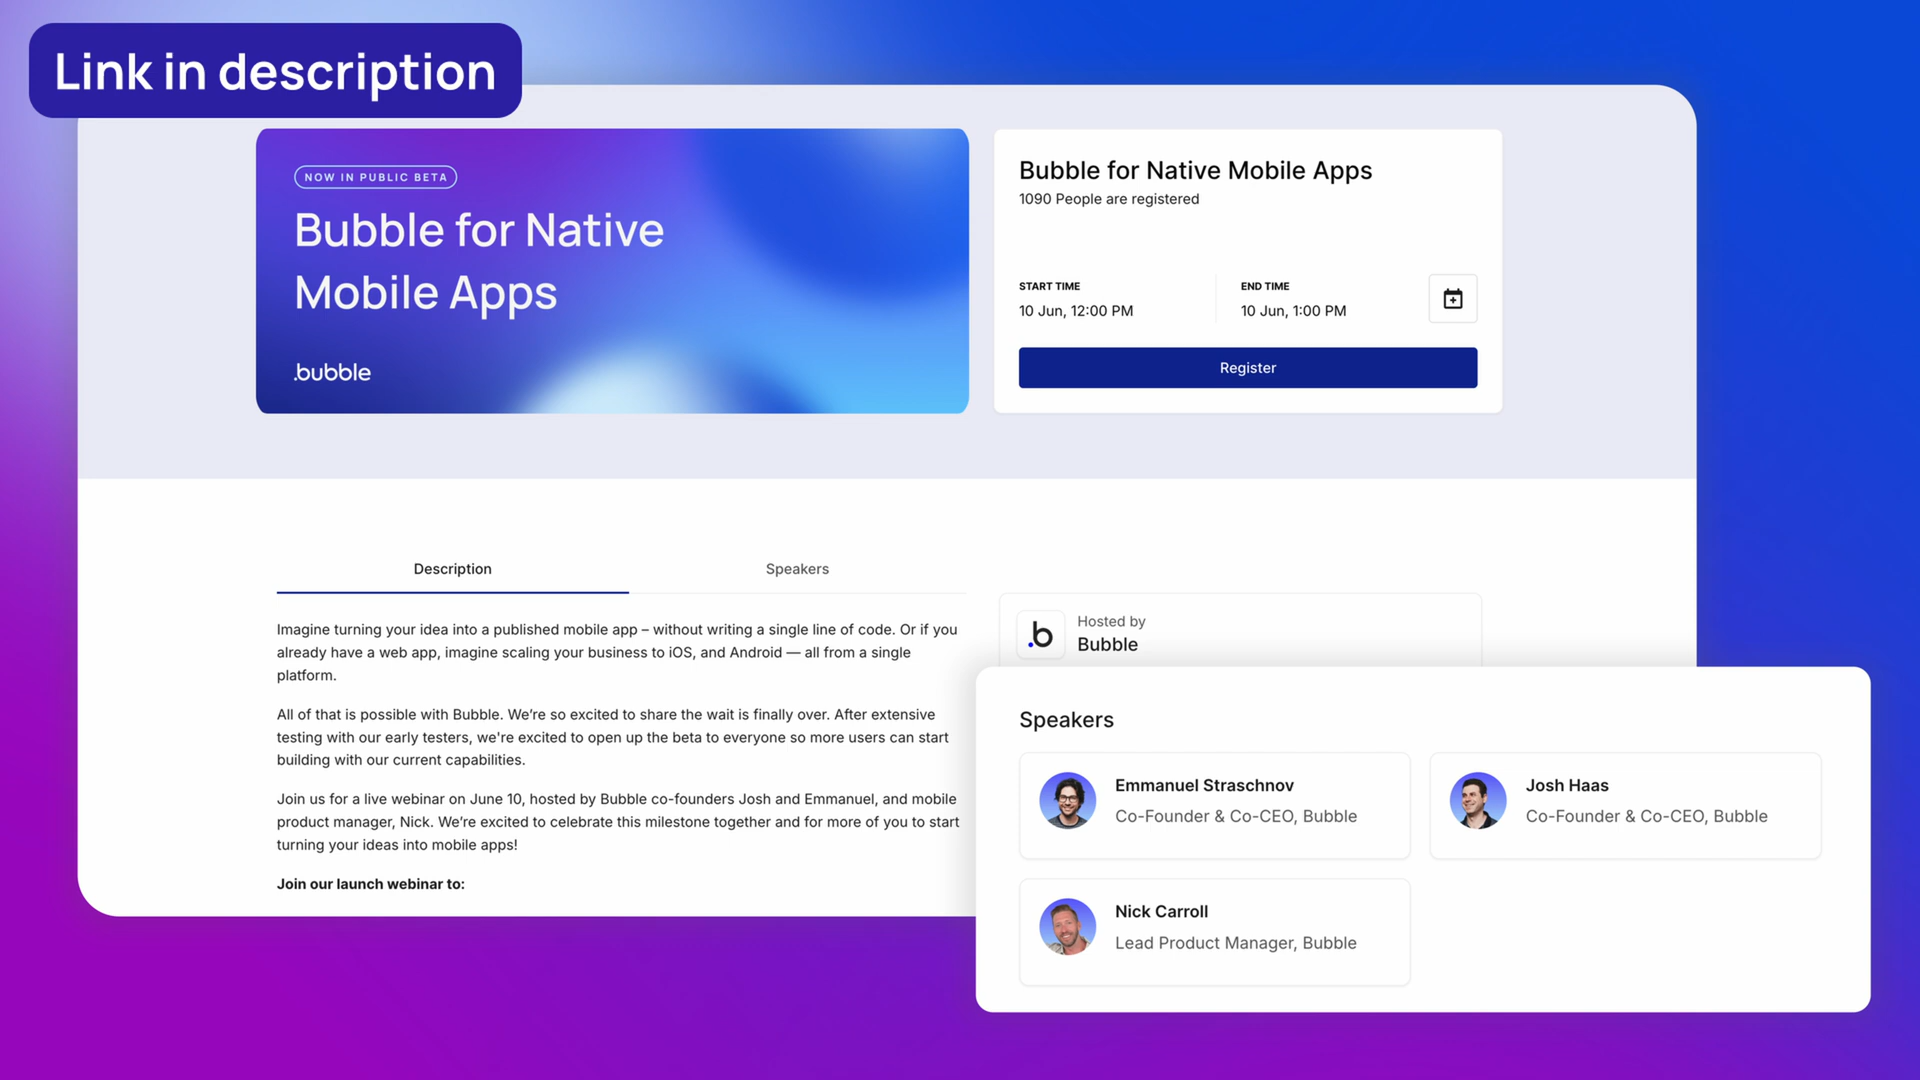 Link in description
NOW IN PUBLIC BETA
Bubble for Native
Mobile Apps
.bubble
Bubble for Native Mobile Apps
1090 People are registered
START TIME
10 Jun, 12:00 PM
END TIME
10 Jun, 1:00 PM
Register
Description
Speakers
Imagine turning your idea into a published mobile app – without writing a single line of code. Or if you
already have a web app, imagine scaling your business to iOS, and Android — all from a single
platform.
All of that is possible with Bubble. We’re so excited to share the wait is finally over. After extensive
testing with our early testers, we're excited to open up the beta to everyone so more users can start
building with our current capabilities.
Join us for a live webinar on June 10, hosted by Bubble co-founders Josh and Emmanuel, and mobile
product manager, Nick. We’re excited to celebrate this milestone together and for more of you to start
turning your ideas into mobile apps!
Join our launch webinar to:
.b
Hosted by
Bubble
Speakers
Emmanuel Straschnov
Co-Founder & Co-CEO, Bubble
Josh Haas
Co-Founder & Co-CEO, Bubble
Nick Carroll
Lead Product Manager, Bubble